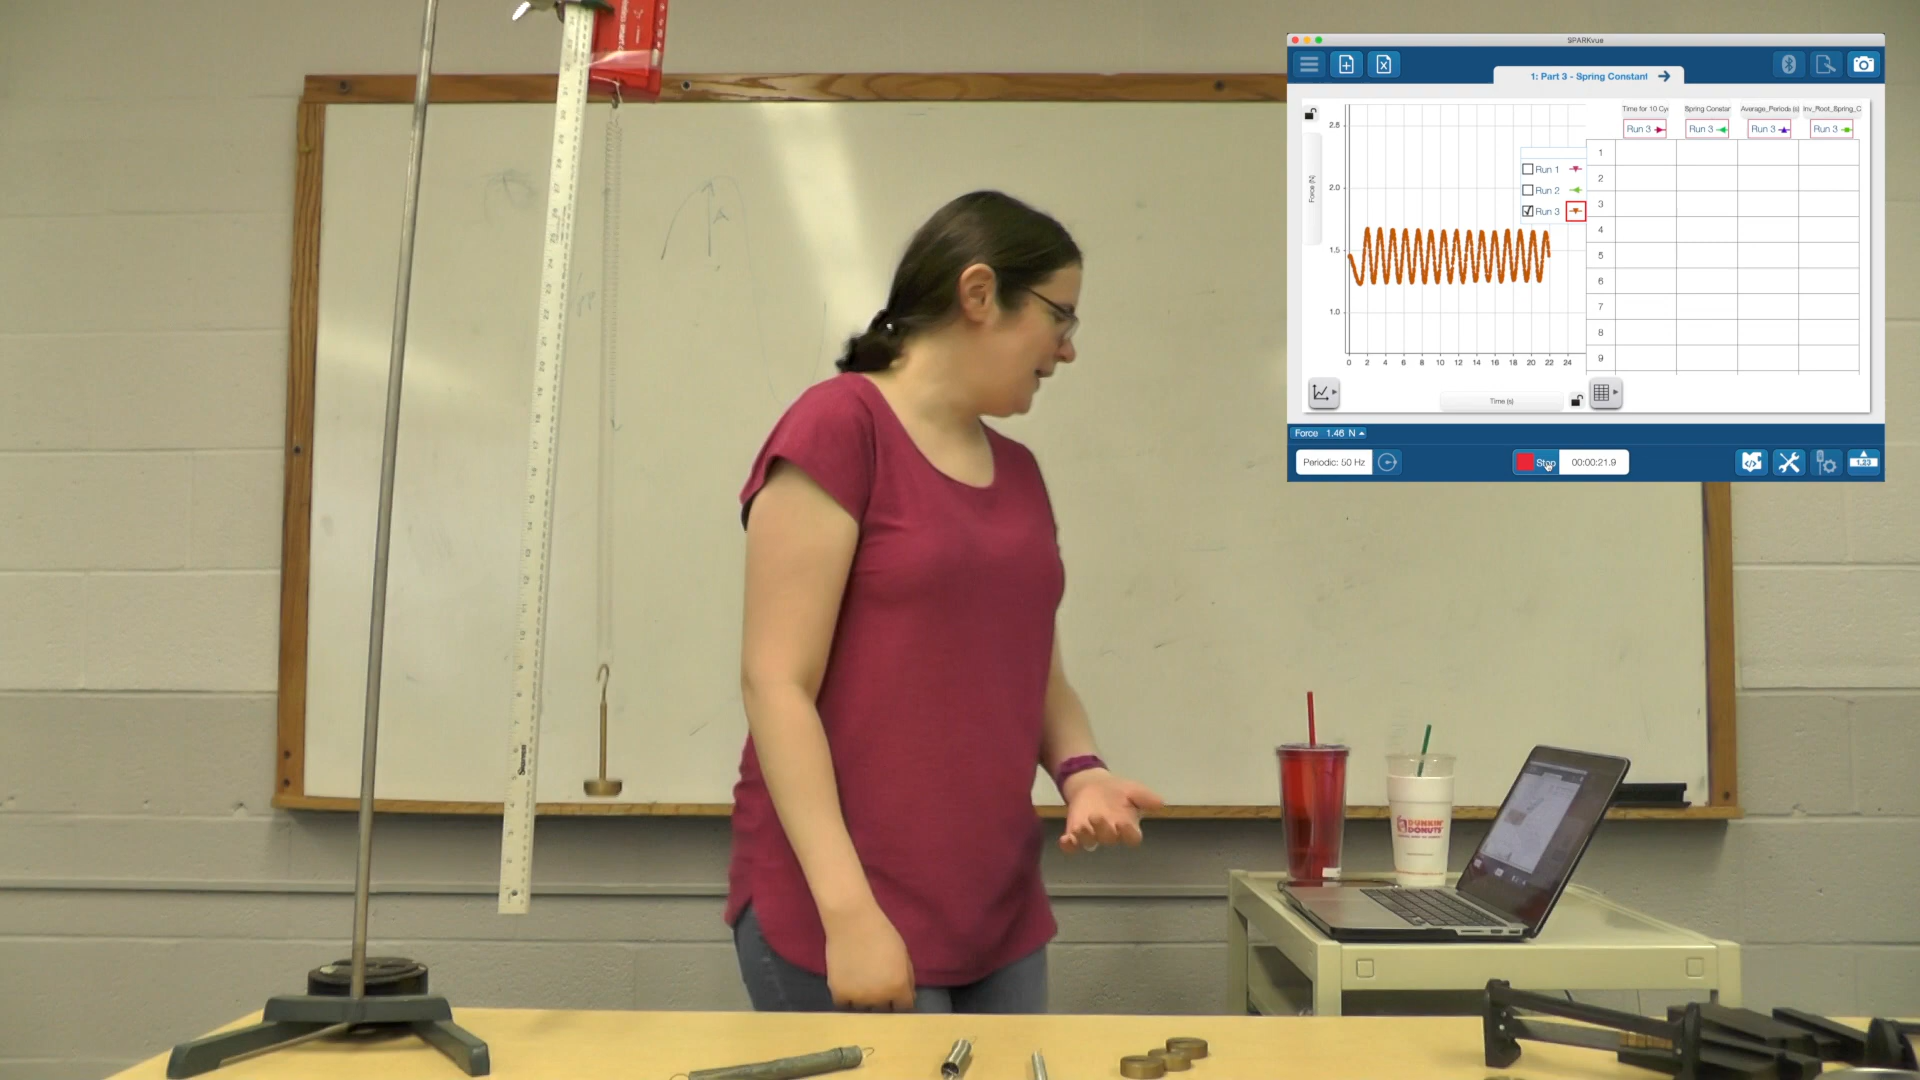 SPARKvue
1: Part 3 - Spring Constant
Time for 10 Cy
Spring Constar
Average_Periods (s)
Inv_Root_Spring_C
Run 3
Run 3
Run 3
Run 3
Force (N)
2.5
2.0
1.5
1.0
0 2 4 6 8 10 12 14 16 18 20 22 24
Time (s)
Run 1
Run 2
Run 3
1
2
3
4
5
6
7
8
9
Force 1.46 N
Periodic: 50 Hz
Stop
00:00:21.9
1.23
A
DUNKIN'
DONUTS